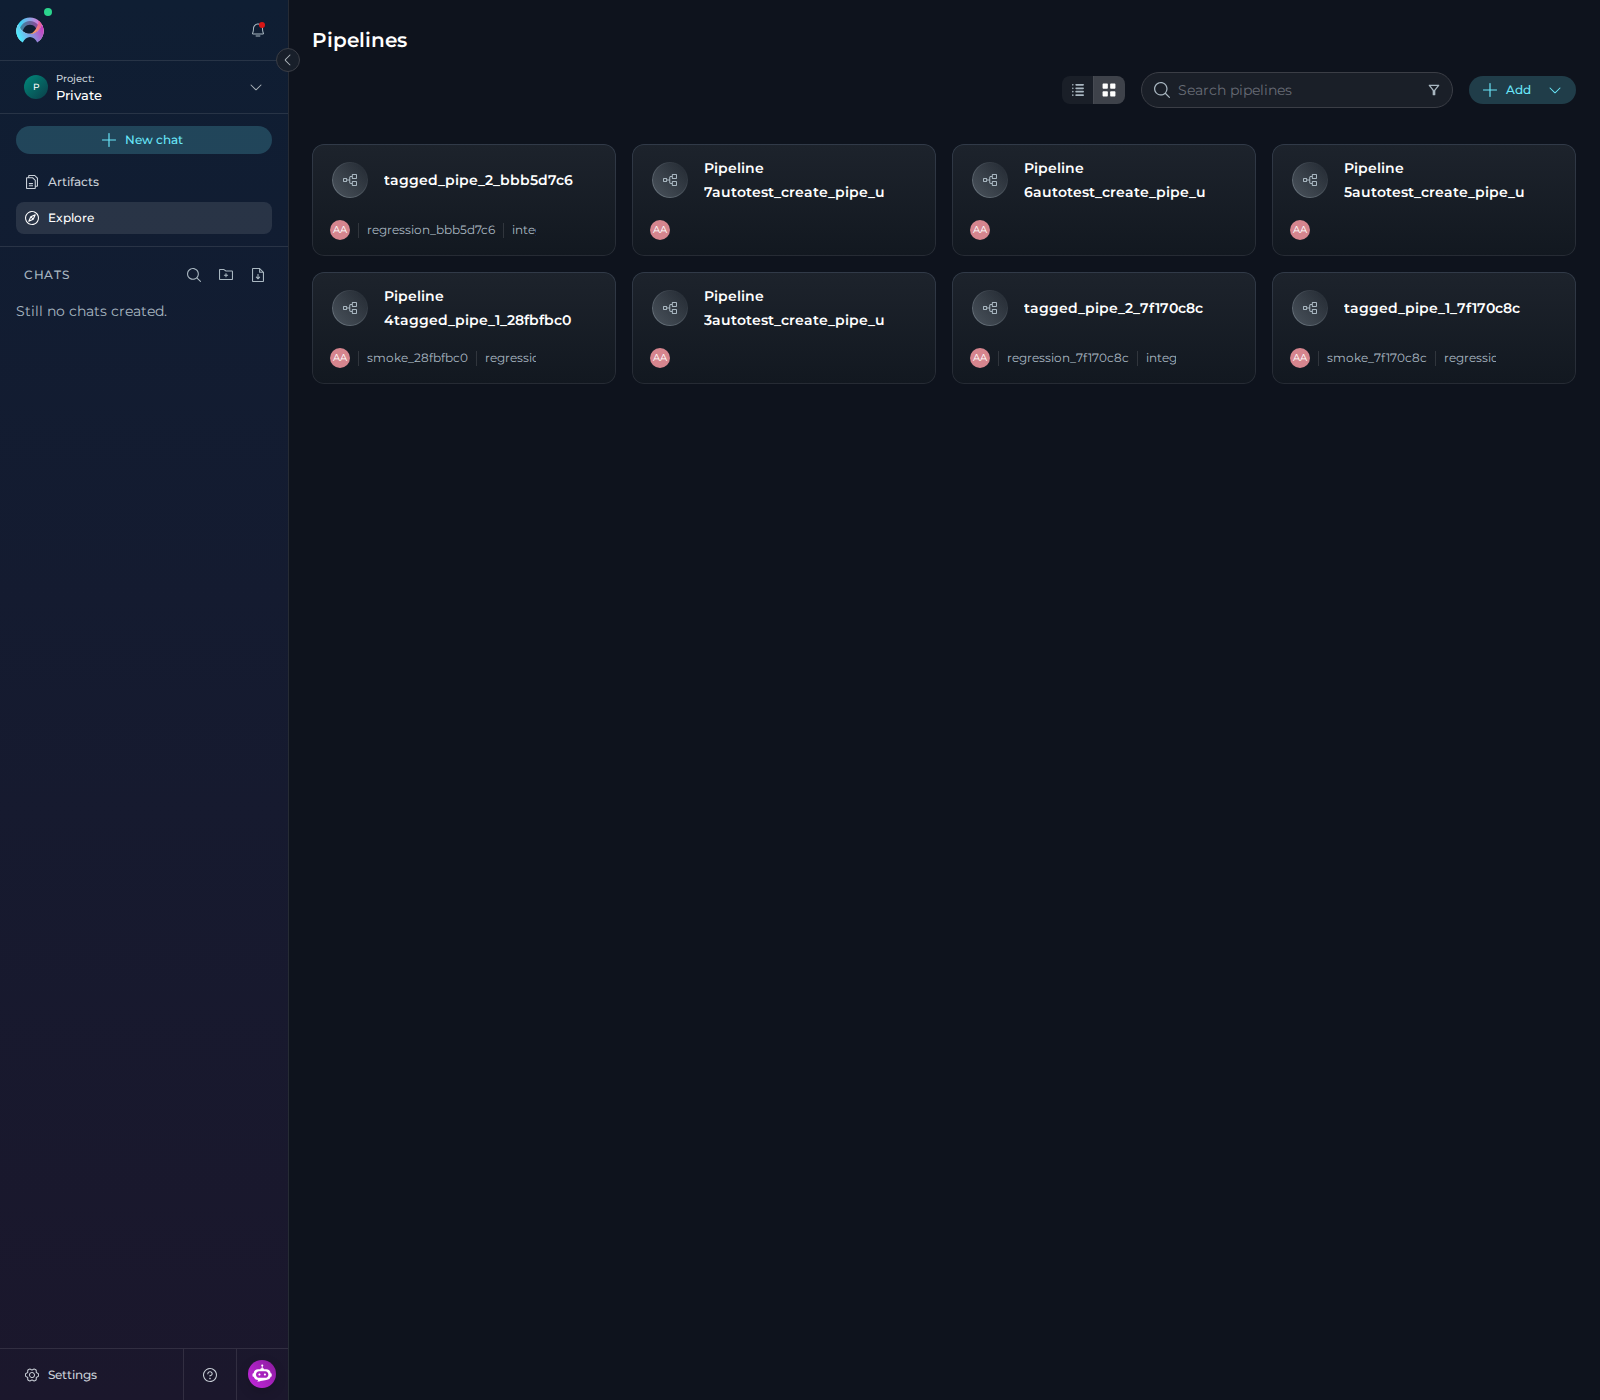 Pipelines
Project:
P
Private
Search pipelines
Add
New chat
Artifacts
Explore
CHATS
Still no chats created.
tagged_pipe_2_bbb5d7c6
AA
regression_bbb5d7c6
inte
Pipeline
7autotest_create_pipe_u
AA
Pipeline
6autotest_create_pipe_u
AA
Pipeline
5autotest_create_pipe_u
AA
Pipeline
4tagged_pipe_1_28fbfbc0
AA
smoke_28fbfbc0
regressic
Pipeline
3autotest_create_pipe_u
AA
tagged_pipe_2_7f170c8c
AA
regression_7f170c8c
integ
tagged_pipe_1_7f170c8c
AA
smoke_7f170c8c
regressic
Settings